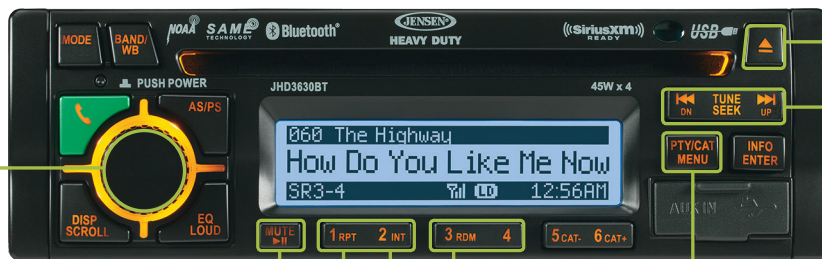 MODE
BAND/
WB
NOAA
S.A.M.E
TECHNOLOGY
Bluetooth®
JENSEN®
HEAVY DUTY
((SiriusXM))
READY
USB
PUSH POWER
JHD3630BT
45W x 4
AS/PS
TUNE
SEEK
DN
UP
060 The Highway
How Do You Like Me Now
SR3-4
LD
12:56AM
PTY/CAT
MENU
INFO
ENTER
AUX IN
DISP
SCROLL
EQ
LOUD
MUTE
1 RPT
2 INT
3 RDM
4
5 CAT-
6 CAT+